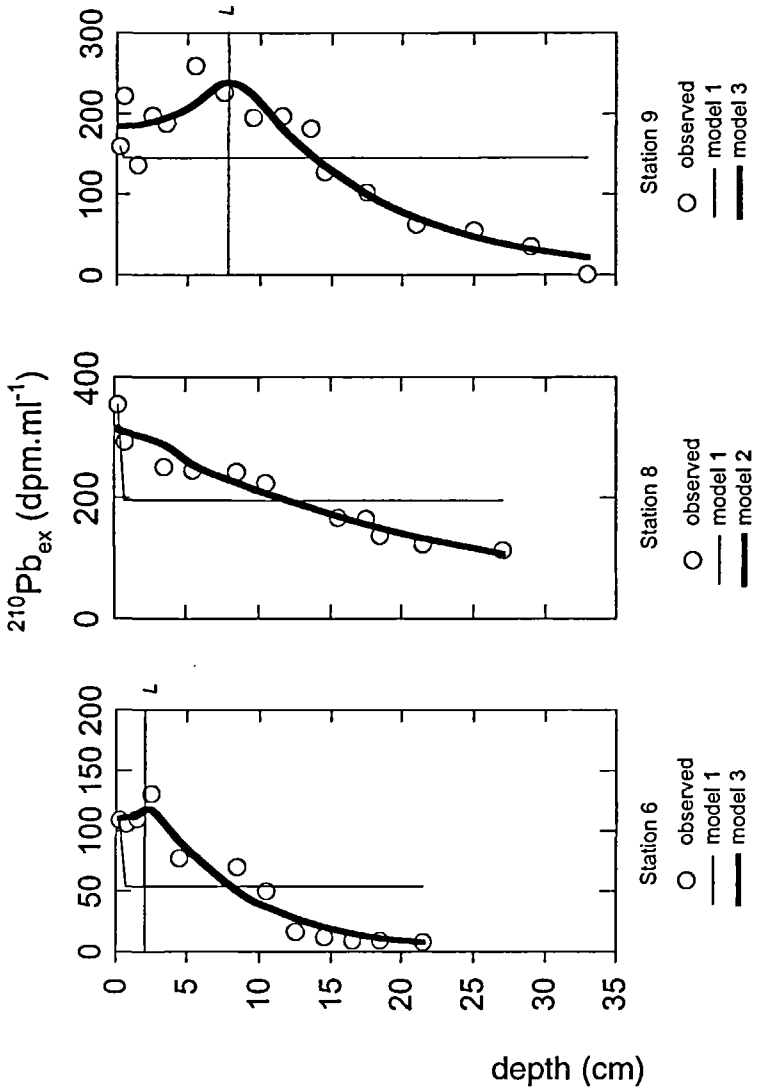 ²¹⁰Pb_ex (dpm.ml⁻¹)
depth (cm)
0 50 100 150 200
0
5
10
15
20
25
30
35
L
Station 6
observed
model 1
model 3
0 200 400
Station 8
observed
model 1
model 2
0 100 200 300
L
Station 9
observed
model 1
model 3